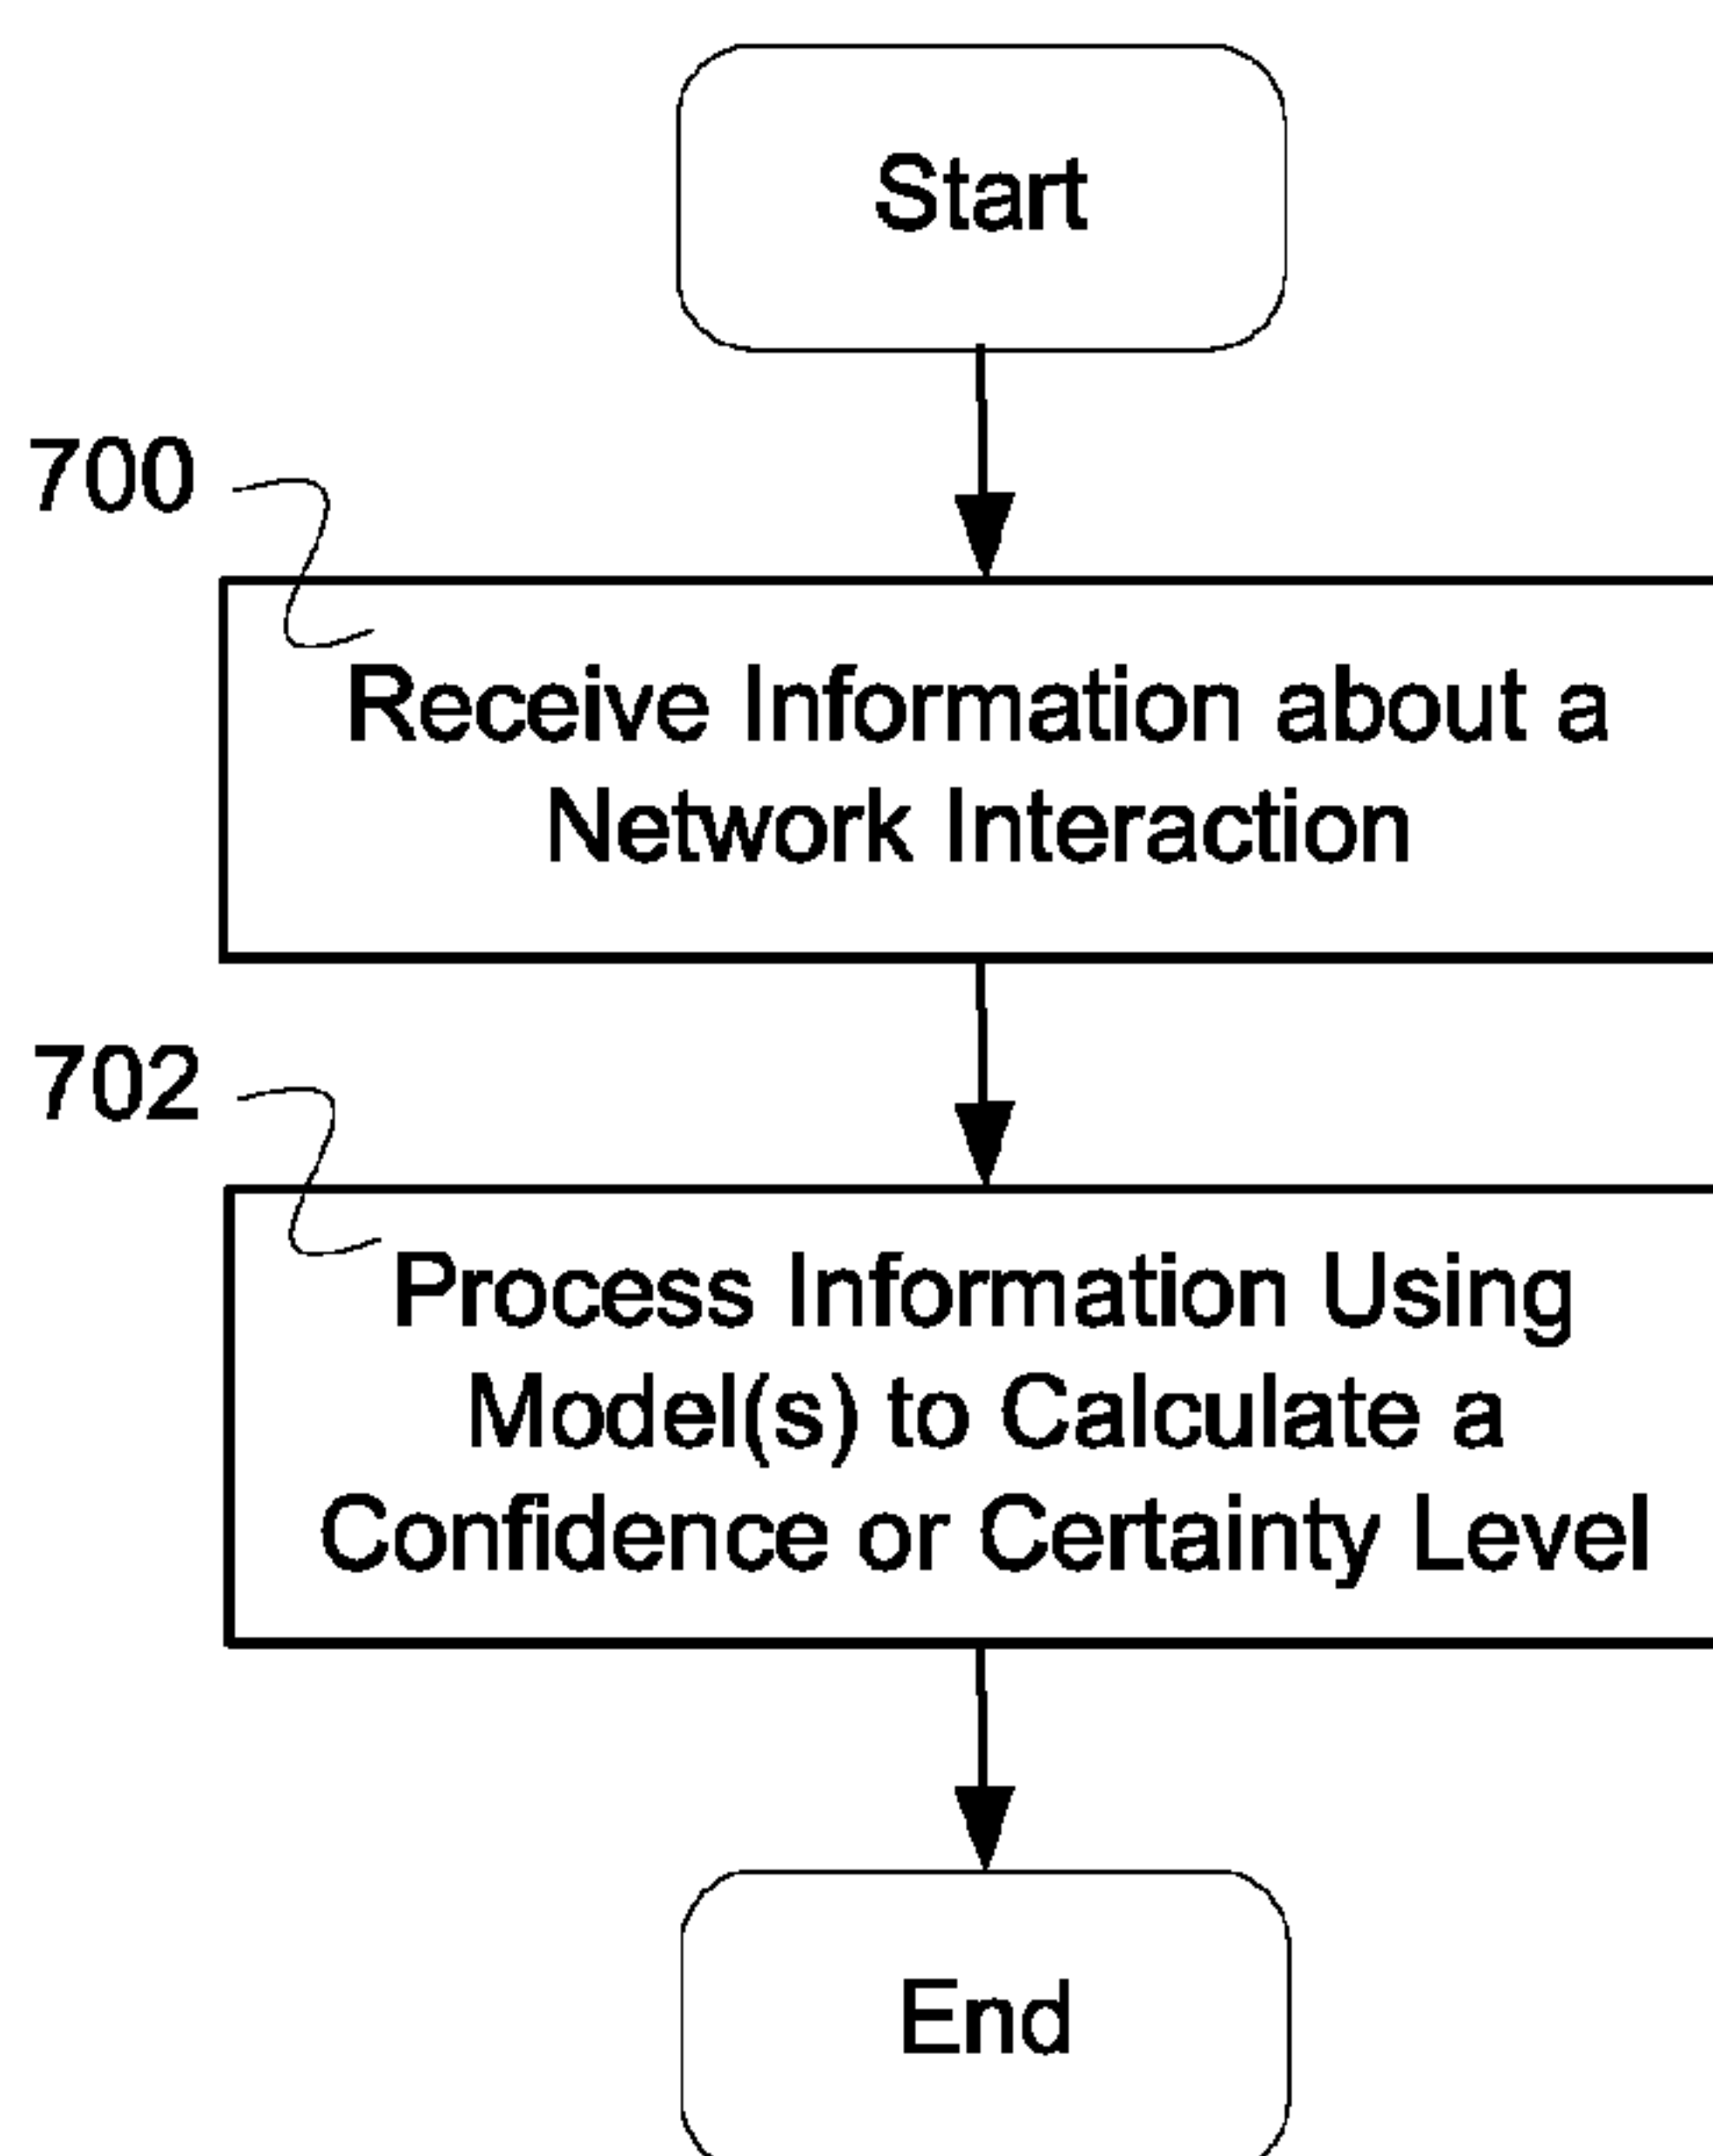 Start
700
Receive Information about a
Network Interaction
702
Process Information Using
Model(s) to Calculate a
Confidence or Certainty Level
End